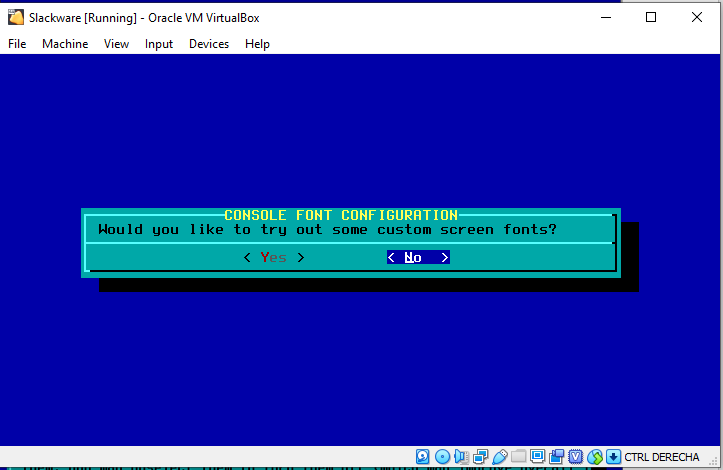 Slackware [Running] - Oracle VM VirtualBox
File Machine View Input Devices Help
CONSOLE FONT CONFIGURATION
Would you like to try out some custom screen fonts?
< Yes > < No >
CTRL DERECHA